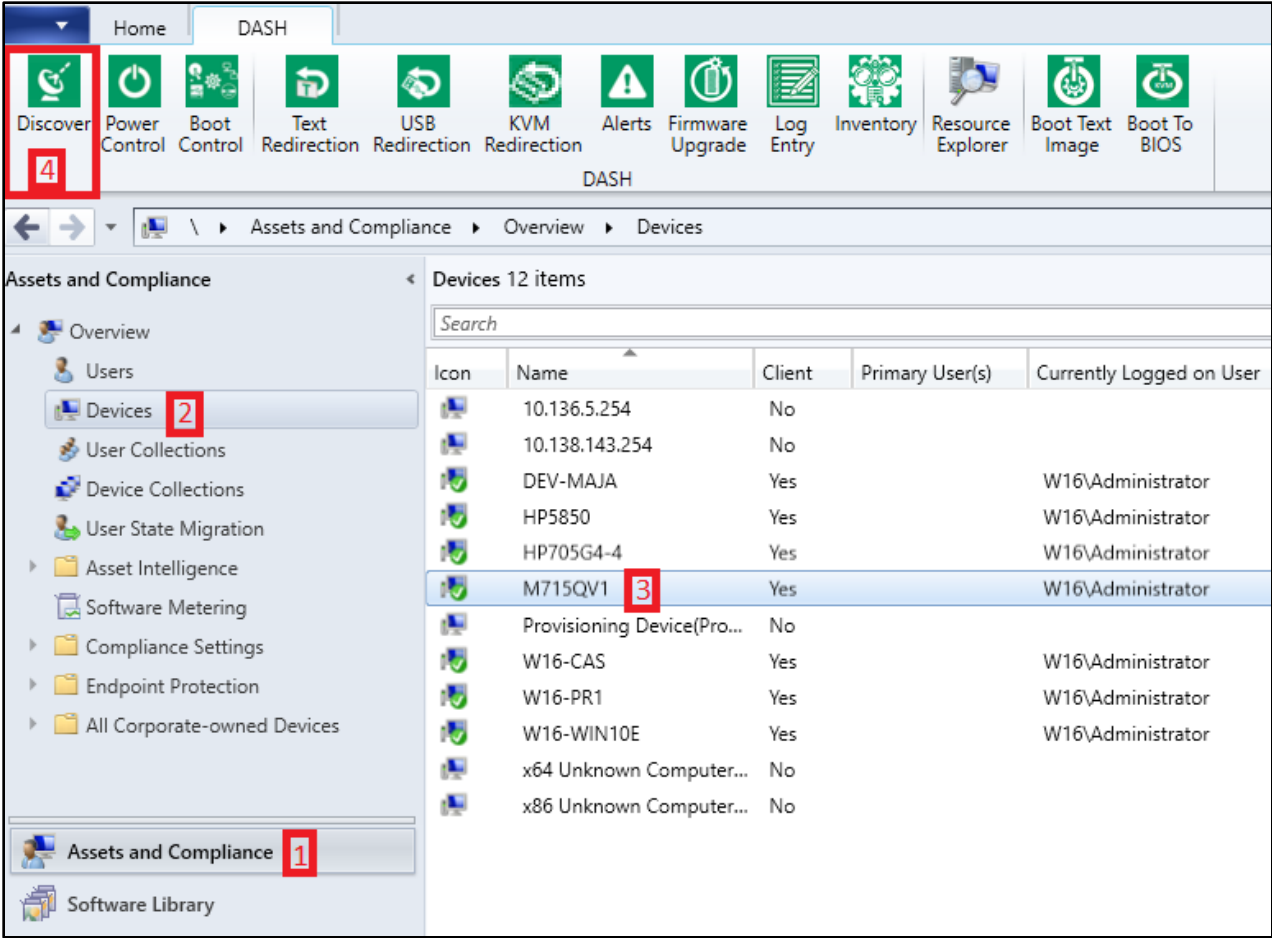 Home DASH
Discover Power Control Boot Control Text Redirection USB Redirection KVM Redirection Alerts Firmware Upgrade Log Entry Inventory Resource Explorer Boot Text Image Boot To BIOS
4
DASH
\ Assets and Compliance Overview Devices
Assets and Compliance
Overview
Users
Devices 2
User Collections
Device Collections
User State Migration
Asset Intelligence
Software Metering
Compliance Settings
Endpoint Protection
All Corporate-owned Devices
Assets and Compliance 1
Software Library
Devices 12 items
Search
Icon Name Client Primary User(s) Currently Logged on User
10.136.5.254 No
10.138.143.254 No
DEV-MAJA Yes W16\Administrator
HP5850 Yes W16\Administrator
HP705G4-4 Yes W16\Administrator
M715QV1 3 Yes W16\Administrator
Provisioning Device(Pro... No
W16-CAS Yes W16\Administrator
W16-PR1 Yes W16\Administrator
W16-WIN10E Yes W16\Administrator
x64 Unknown Computer... No
x86 Unknown Computer... No